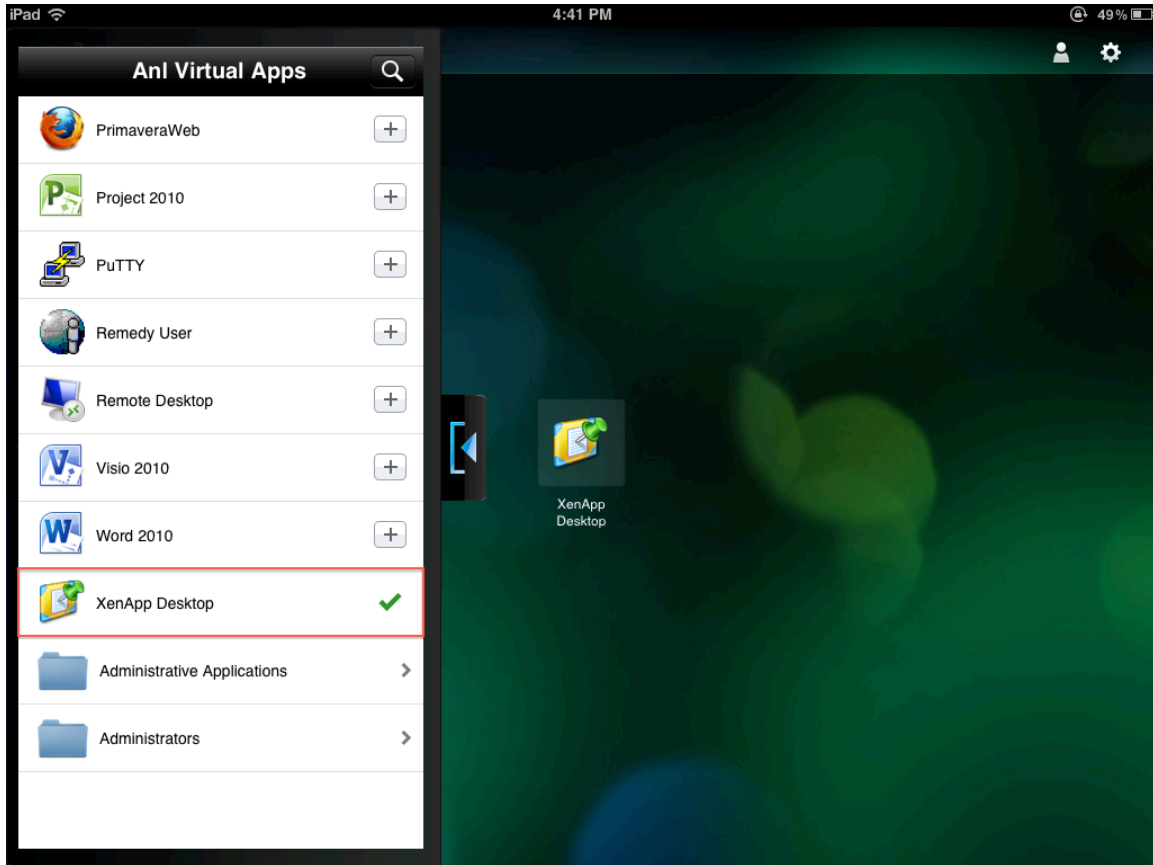 iPad 4:41 PM 49%
Anl Virtual Apps
PrimaveraWeb
Project 2010
PuTTY
Remedy User
Remote Desktop
Visio 2010
Word 2010
XenApp Desktop
Administrative Applications
Administrators
XenApp
Desktop